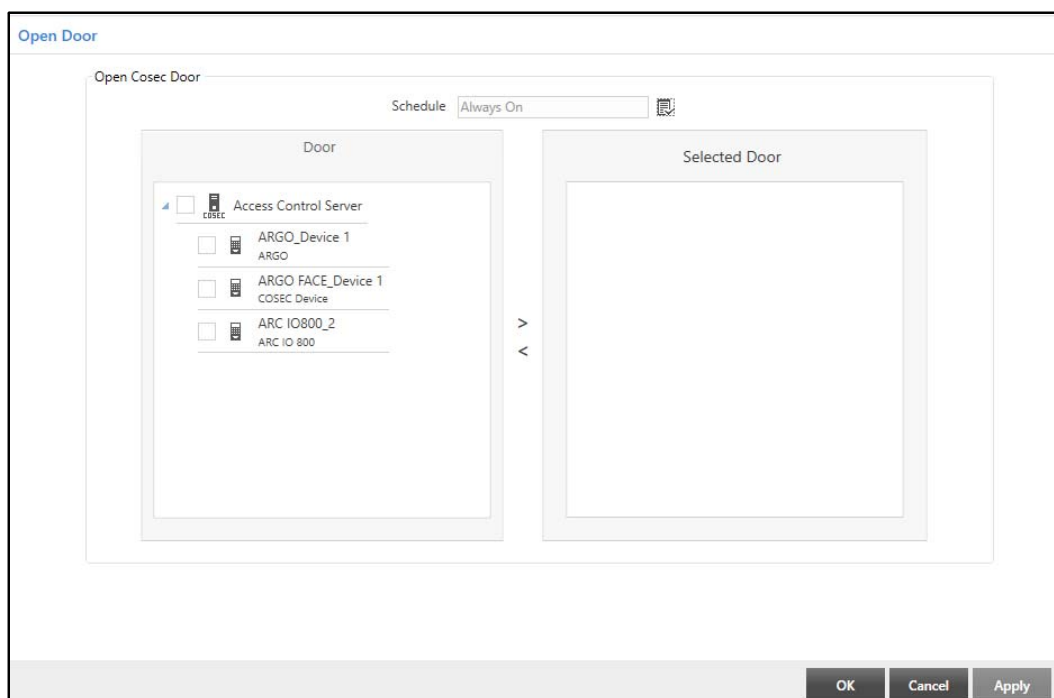 Open Door
Open Cosec Door
Schedule Always On
Door
Selected Door
COSEC
Access Control Server
ARGO_Device 1
ARGO
ARGO FACE_Device 1
COSEC Device
ARC IO800_2
ARC IO 800
>
<
OK Cancel Apply